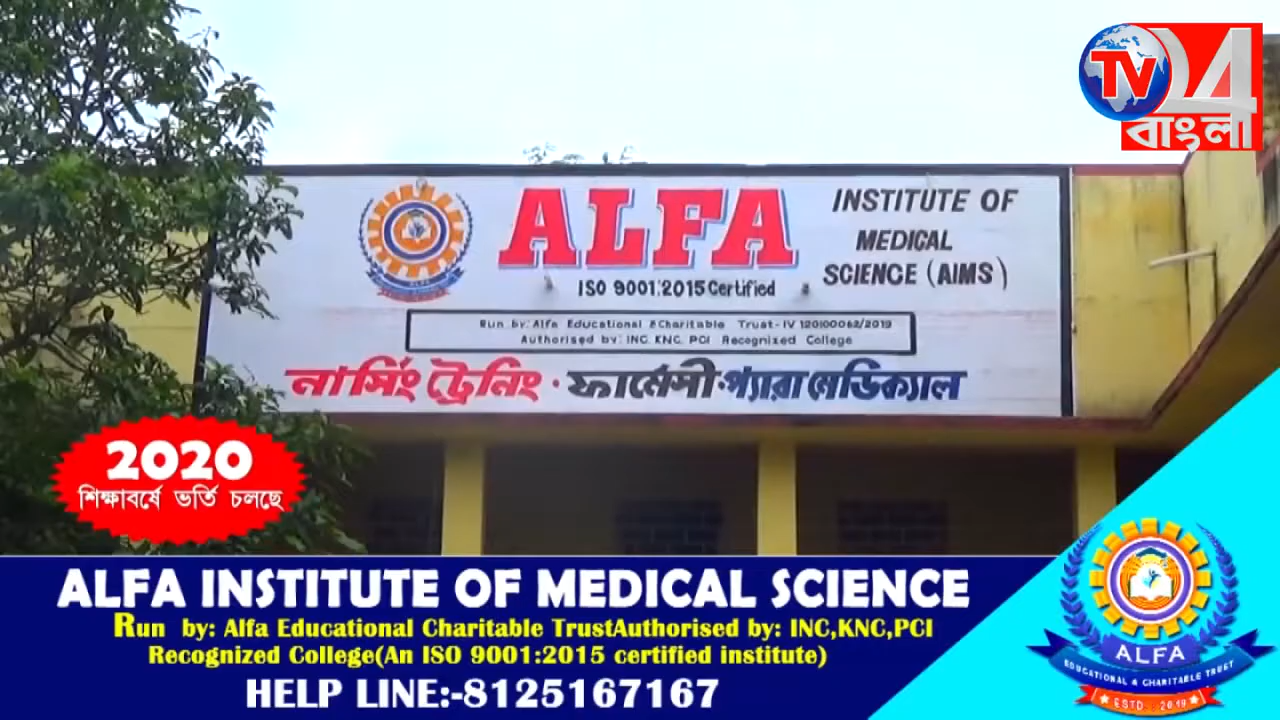 TV 24
বাংলা
ALFA
INSTITUTE OF
MEDICAL
SCIENCE (AIMS)
ALFA
ISO 9001:2015 Certified
Run by: Alfa Educational & Charitable Trust-IV 120100062/2019
Authorised by: INC. KNC. PCI Recognized College
নার্সিং ট্রেনিং · ফার্মেসী · প্যারামেডিক্যাল
2020
শিক্ষাবর্ষে ভর্তি চলছে
ALFA INSTITUTE OF MEDICAL SCIENCE
Run by: Alfa Educational Charitable TrustAuthorised by: INC,KNC,PCI
Recognized College(An ISO 9001:2015 certified institute)
HELP LINE:-8125167167
ALFA
EDUCATIONAL & CHARITABLE TRUST
ESTD. : 2019